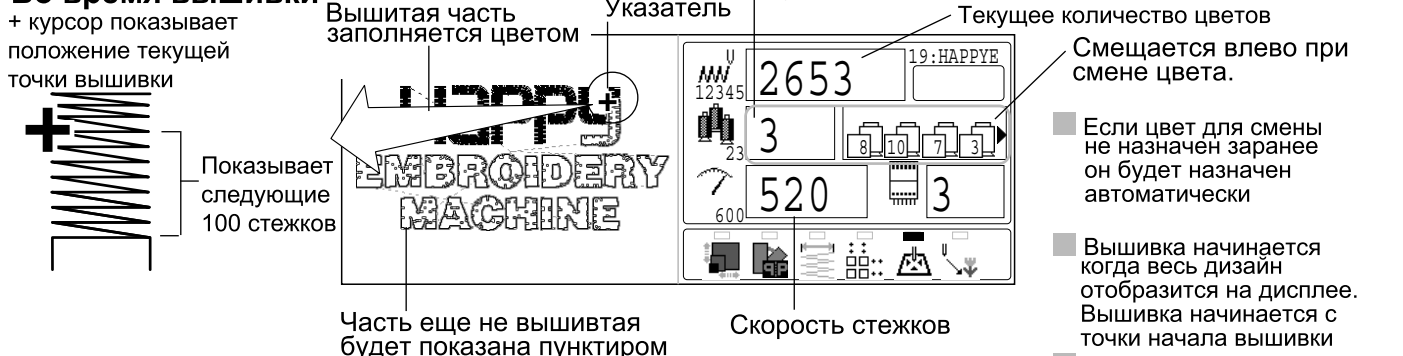 Во время вышивки
+ курсор показывает
положение текущей
точки вышивки
Показывает
следующие
100 стежков
Вышитая часть
заполняется цветом
Указатель
Happy
EMBROIDERY
MACHINE
Часть еще не вышивтая
будет показана пунктиром
12345
2653
19:HAPPYE
23
3
8 10 7 3
600
520
3
Скорость стежков
Текущее количество цветов
Смещается влево при
смене цвета.
Если цвет для смены
не назначен заранее
он будет назначен
автоматически
Вышивка начинается
когда весь дизайн
отобразится на дисплее.
Вышивка начинается с
точки начала вышивки